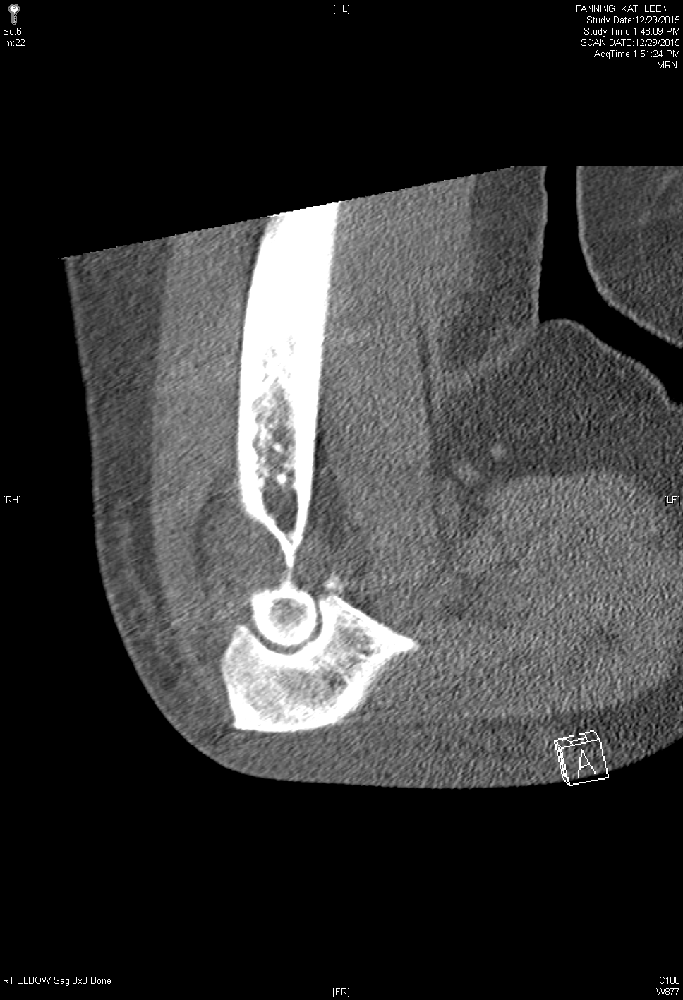 [HL]
FANNING, KATHLEEN, H
Study Date:12/29/2015
Study Time:1:48:09 PM
SCAN DATE:12/29/2015
AcqTime:1:51:24 PM
MRN:
Se:6
Im:22
[RH]
[LF]
A
RT ELBOW Sag 3x3 Bone
C108
W877
[FR]